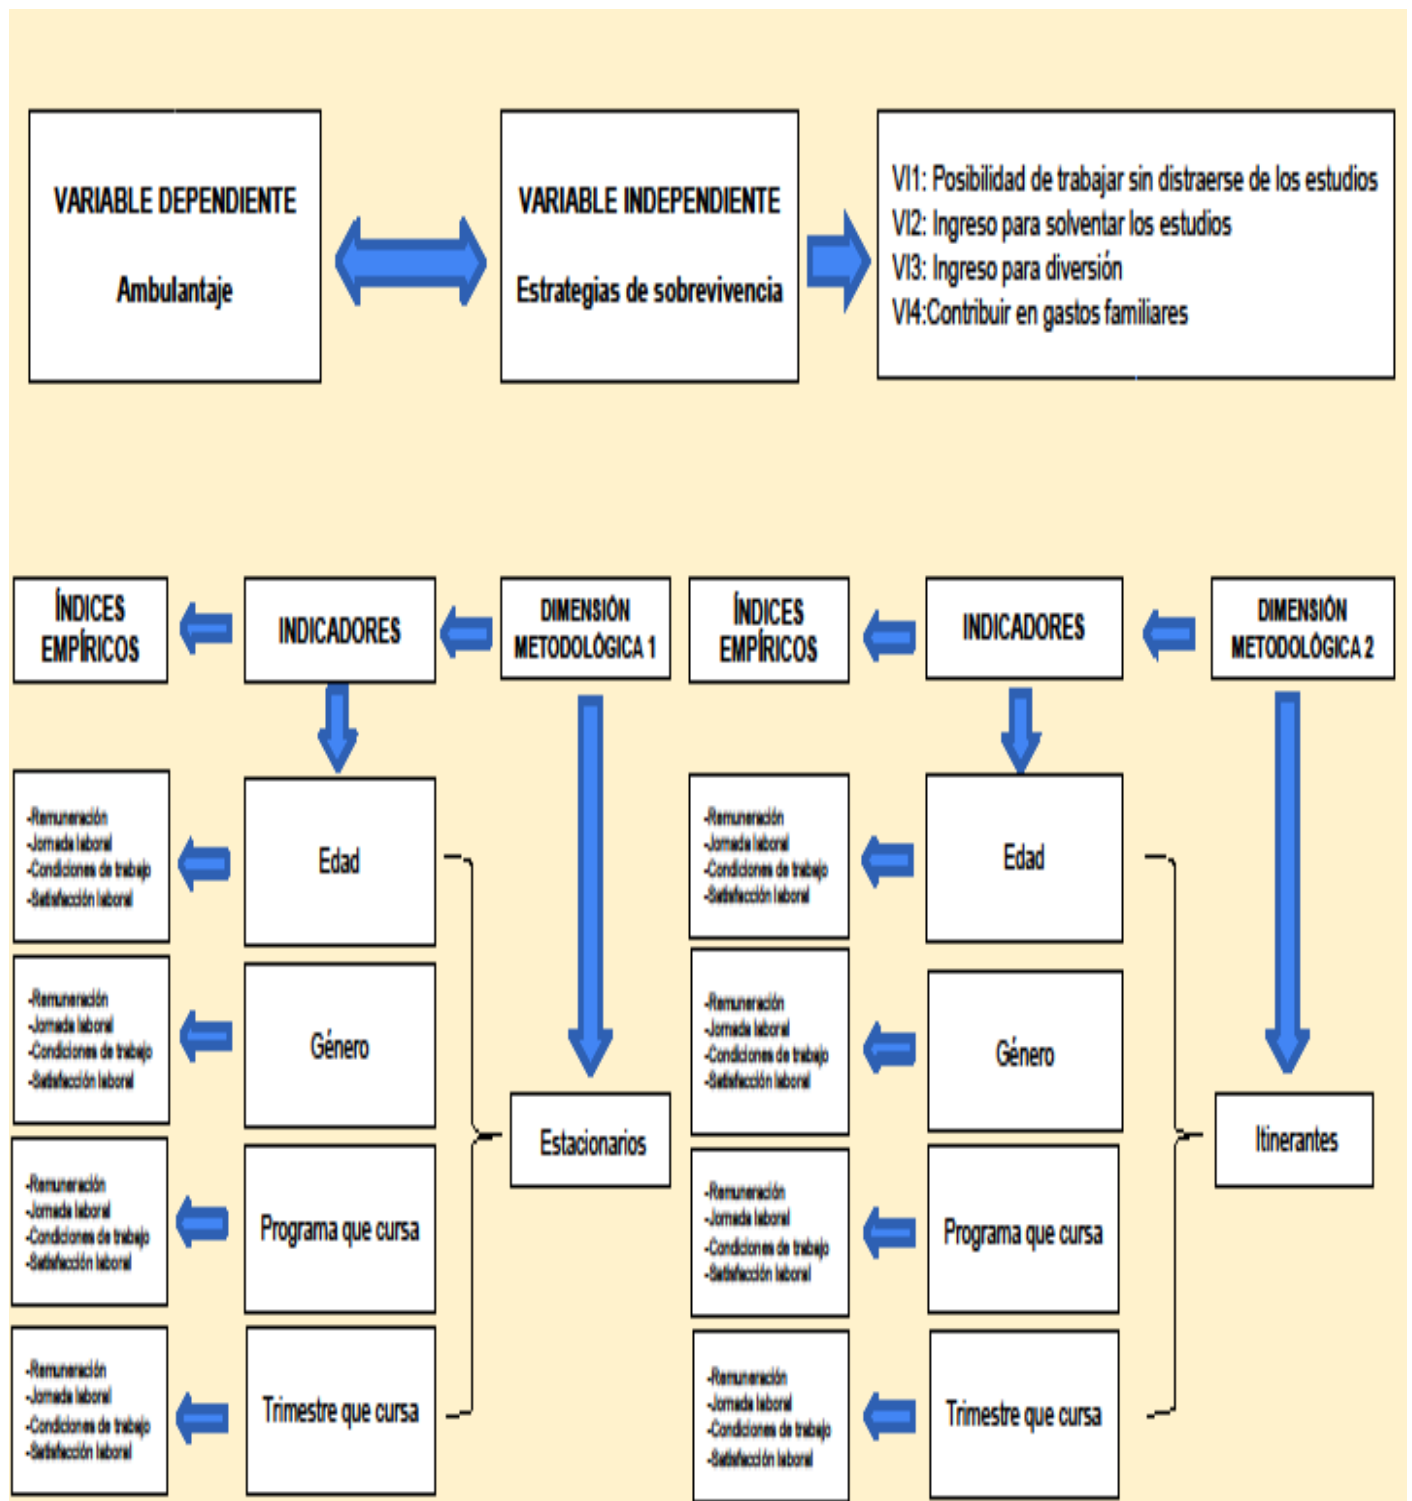 VARIABLE DEPENDIENTE
Ambulantaje
VARIABLE INDEPENDIENTE
Estrategias de sobrevivencia
VI1: Posibilidad de trabajar sin distraerse de los estudios
VI2: Ingreso para solventar los estudios
VI3: Ingreso para diversión
VI4:Contribuir en gastos familiares
ÍNDICES
EMPÍRICOS
INDICADORES
DIMENSIÓN
METODOLÓGICA 1
ÍNDICES
EMPÍRICOS
INDICADORES
DIMENSIÓN
METODOLÓGICA 2
-Remuneración
-Jornada laboral
-Condiciones de trabajo
-Satisfacción laboral
Edad
-Remuneración
-Jornada laboral
-Condiciones de trabajo
-Satisfacción laboral
Género
-Remuneración
-Jornada laboral
-Condiciones de trabajo
-Satisfacción laboral
Programa que cursa
-Remuneración
-Jornada laboral
-Condiciones de trabajo
-Satisfacción laboral
Trimestre que cursa
Estacionarios
-Remuneración
-Jornada laboral
-Condiciones de trabajo
-Satisfacción laboral
Edad
-Remuneración
-Jornada laboral
-Condiciones de trabajo
-Satisfacción laboral
Género
-Remuneración
-Jornada laboral
-Condiciones de trabajo
-Satisfacción laboral
Programa que cursa
-Remuneración
-Jornada laboral
-Condiciones de trabajo
-Satisfacción laboral
Trimestre que cursa
Itinerantes